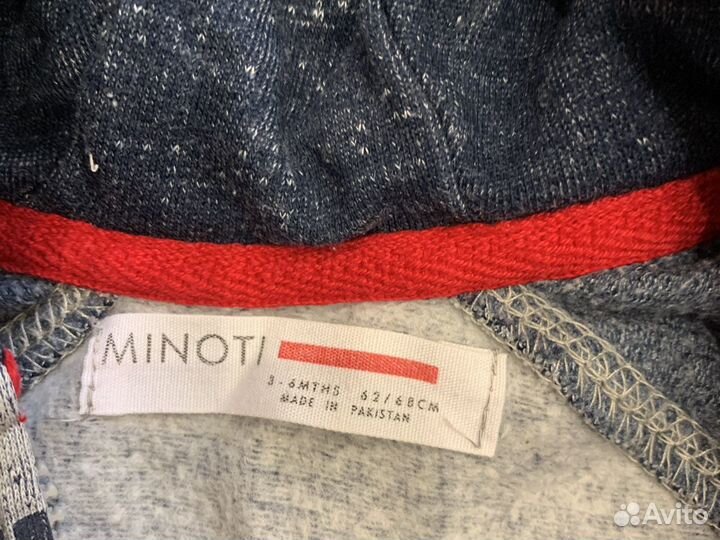 MINOTI
3 - 6MTHS 62/68CM
MADE IN PAKISTAN
Avito